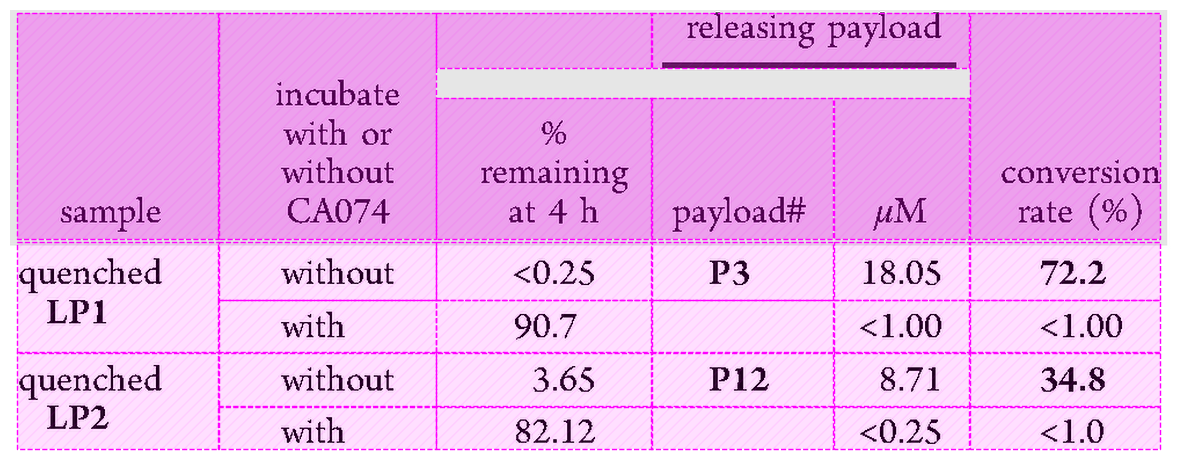 releasing payload
sample incubate with or without CA074 % remaining at 4 h payload# μM conversion rate (%)
quenched LP1 without <0.25 P3 18.05 72.2
with 90.7 <1.00 <1.00
quenched LP2 without 3.65 P12 8.71 34.8
with 82.12 <0.25 <1.0